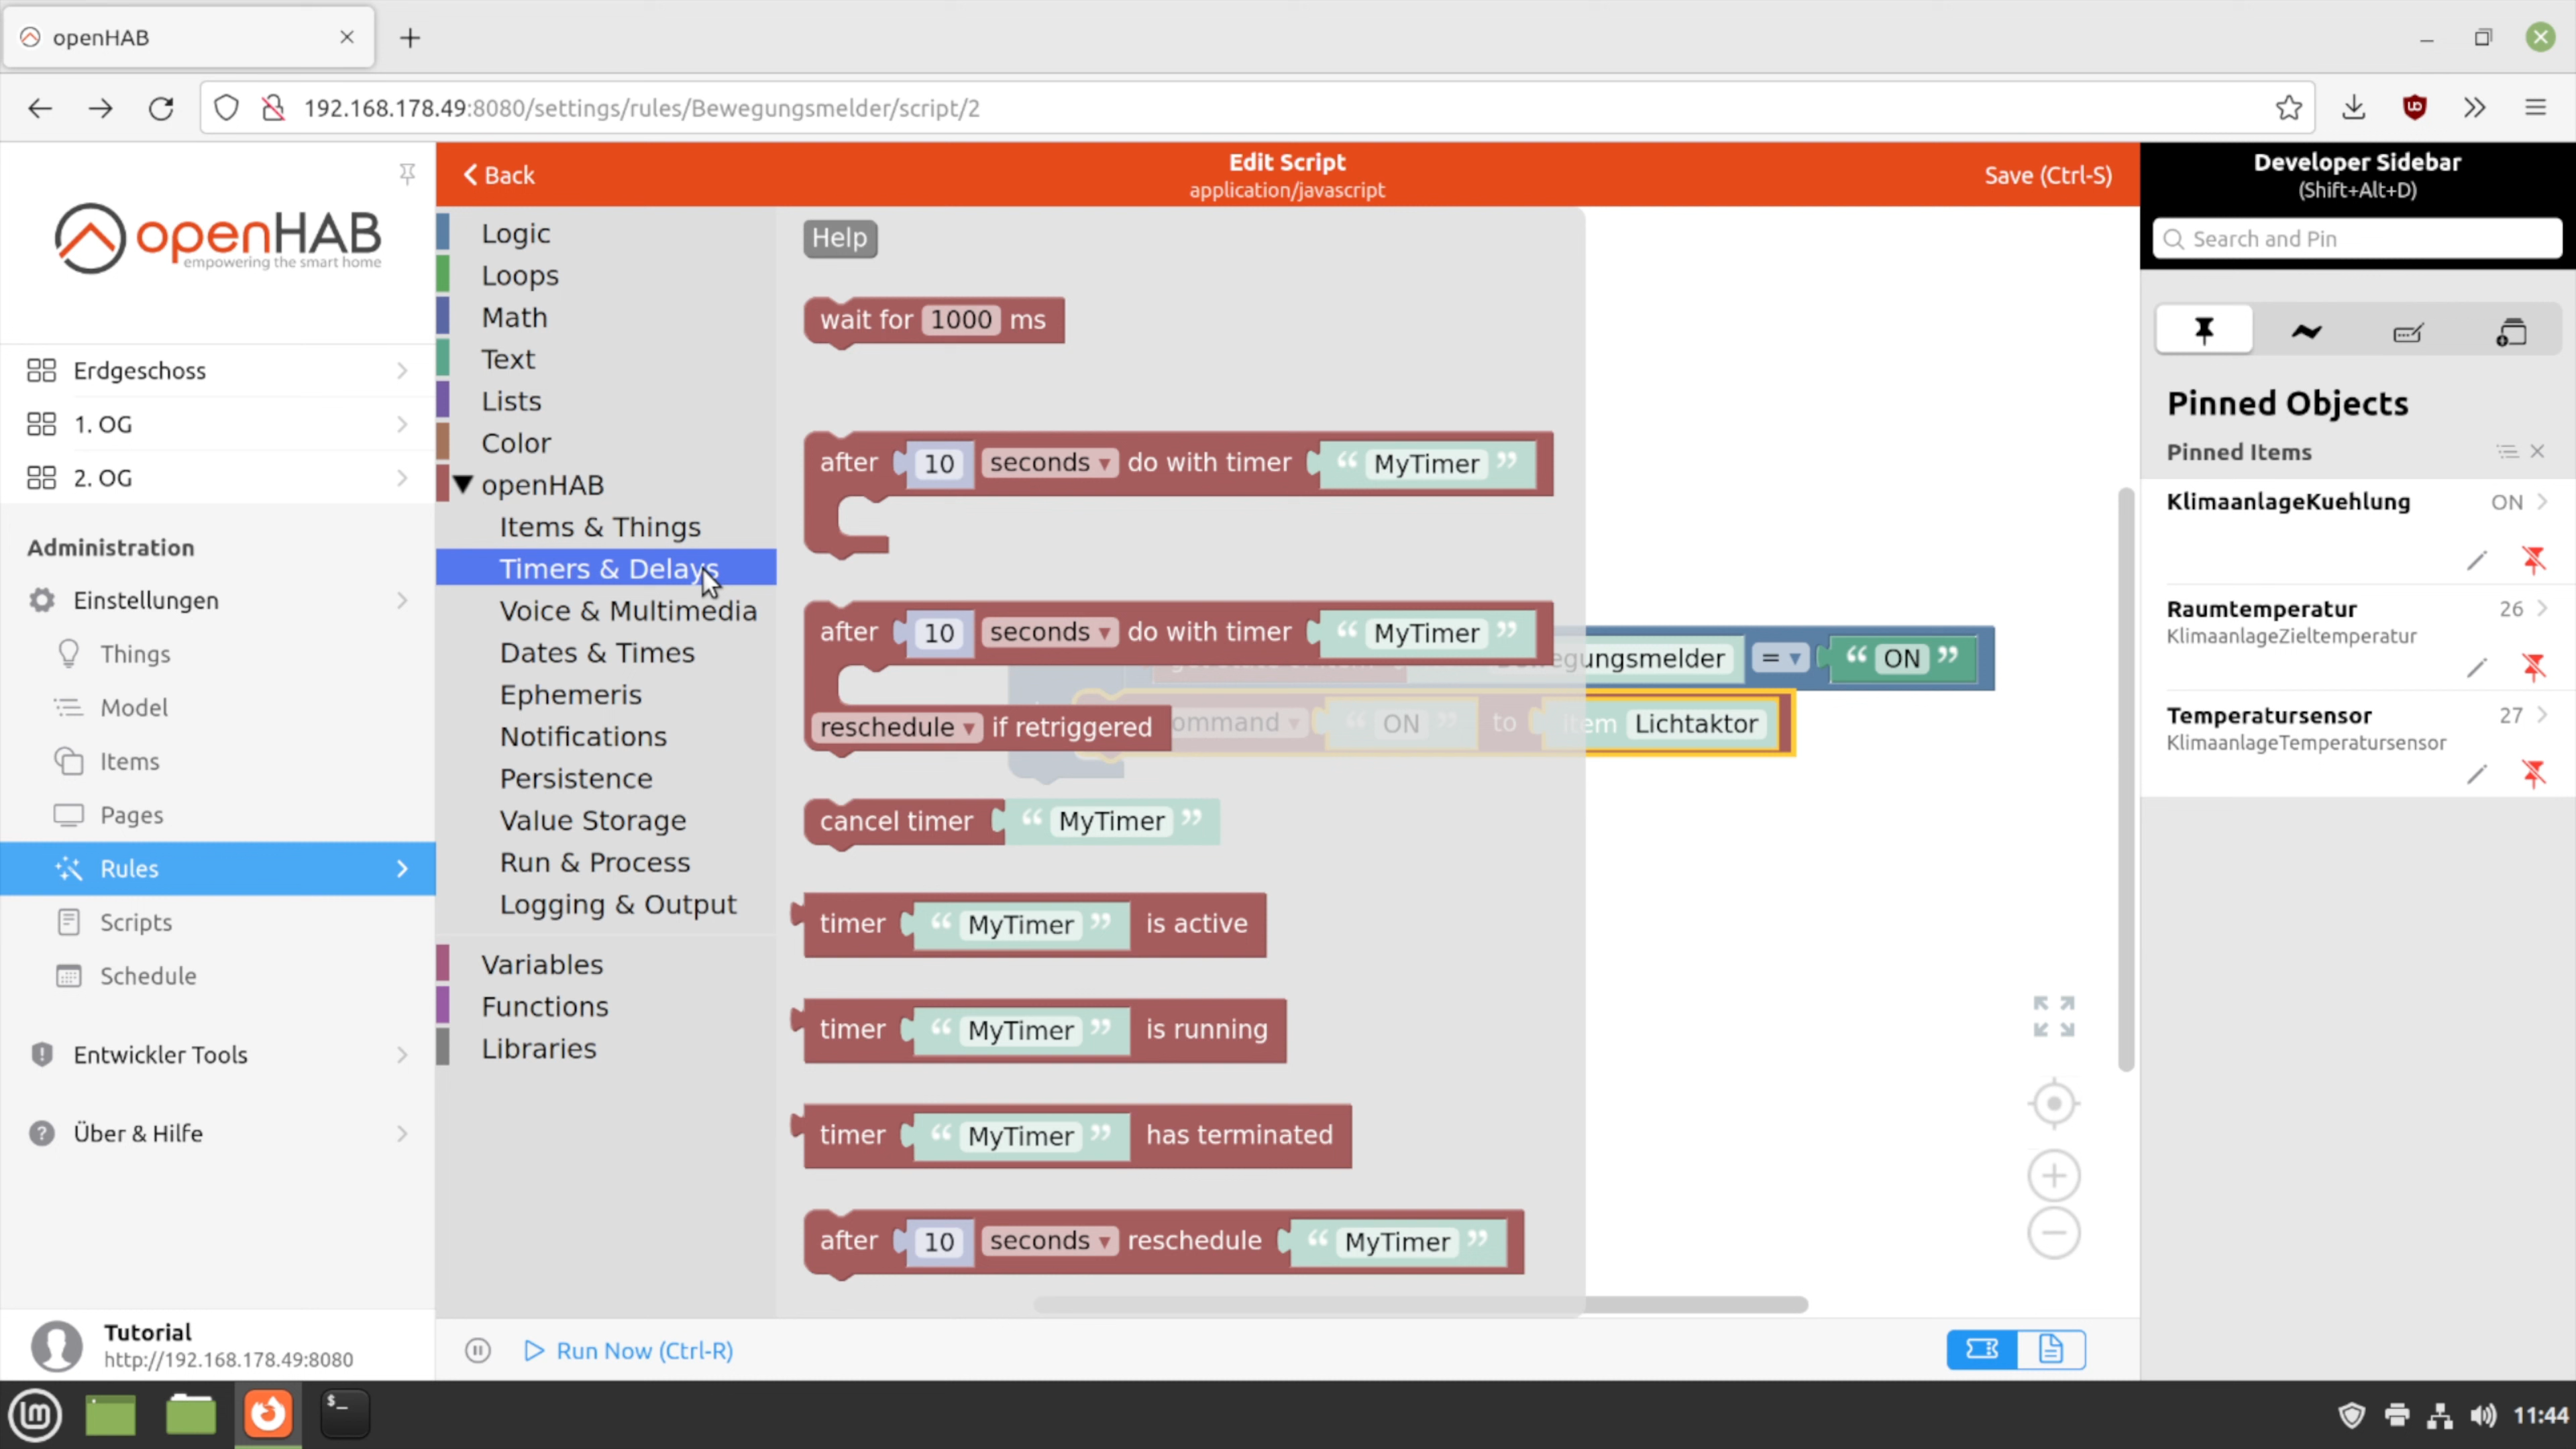 openHAB
192.168.178.49:8080/settings/rules/Bewegungsmelder/script/2
openHAB
empowering the smart home
Erdgeschoss
1. OG
2. OG
Administration
Einstellungen
Things
Model
Items
Pages
Rules
Scripts
Schedule
Entwickler Tools
Über & Hilfe
Tutorial
http://192.168.178.49:8080
Back
Edit Script
application/javascript
Save (Ctrl-S)
Logic
Loops
Math
Text
Lists
Color
openHAB
Items & Things
Timers & Delays
Voice & Multimedia
Dates & Times
Ephemeris
Notifications
Persistence
Value Storage
Run & Process
Logging & Output
Variables
Functions
Libraries
Help
wait for 1000 ms
after 10 seconds do with timer “ MyTimer ”
after 10 seconds do with timer “ MyTimer ”
egungsmelder = “ ON ”
reschedule if retriggered
ommand “ ON ” to item Lichtaktor
cancel timer “ MyTimer ”
timer “ MyTimer ” is active
timer “ MyTimer ” is running
timer “ MyTimer ” has terminated
after 10 seconds reschedule “ MyTimer ”
Run Now (Ctrl-R)
Developer Sidebar
(Shift+Alt+D)
Search and Pin
Pinned Objects
Pinned Items
KlimaanlageKuehlung ON
Raumtemperatur 26
KlimaanlageZieltemperatur
Temperatursensor 27
KlimaanlageTemperatursensor
11:44